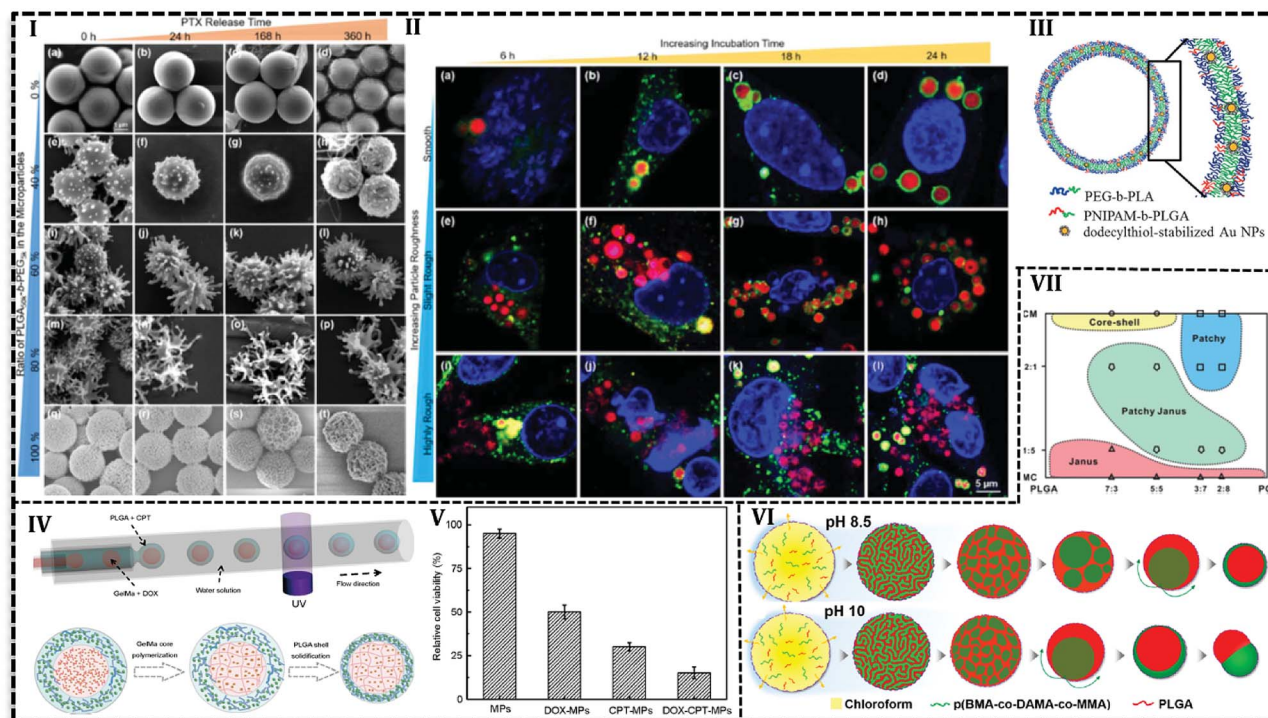 I
PTX Release Time
0 h
24 h
168 h
360 h
Ratio of PLGA50K-b-PEG5k in the Microparticles
0 %
40 %
60 %
80 %
100 %
(a)
(b)
(c)
(d)
(e)
(f)
(g)
(h)
(i)
(j)
(k)
(l)
(m)
(n)
(o)
(p)
(q)
(r)
(s)
(t)
II
Increasing Incubation Time
6 h
12 h
18 h
24 h
Increasing Particle Roughness
Smooth
Slight Rough
Highly Rough
(a)
(b)
(c)
(d)
(e)
(f)
(g)
(h)
(i)
(j)
(k)
(l)
5 μm
III
PEG-b-PLA
PNIPAM-b-PLGA
dodecylthiol-stabilized Au NPs
VII
CM
Core-shell
Patchy
2:1
Patchy Janus
1:5
Janus
MC
PLGA
7:3
5:5
3:7
2:8
IV
PLGA + CPT
GelMa + DOX
Water solution
UV
Flow direction
GelMa core
polymerization
PLGA shell
solidification
V
Relative cell viability (%)
100
75
50
25
0
MPs
DOX-MPs
CPT-MPs
DOX-CPT-MPs
VI
pH 8.5
pH 10
Chloroform
p(BMA-co-DAMA-co-MMA)
PLGA